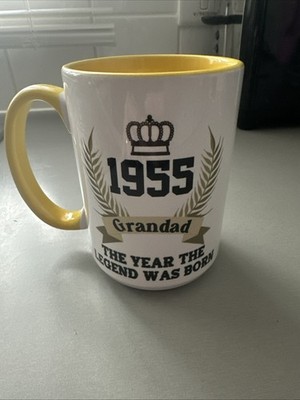 1955
Grandad
THE YEAR THE
LEGEND WAS BORN